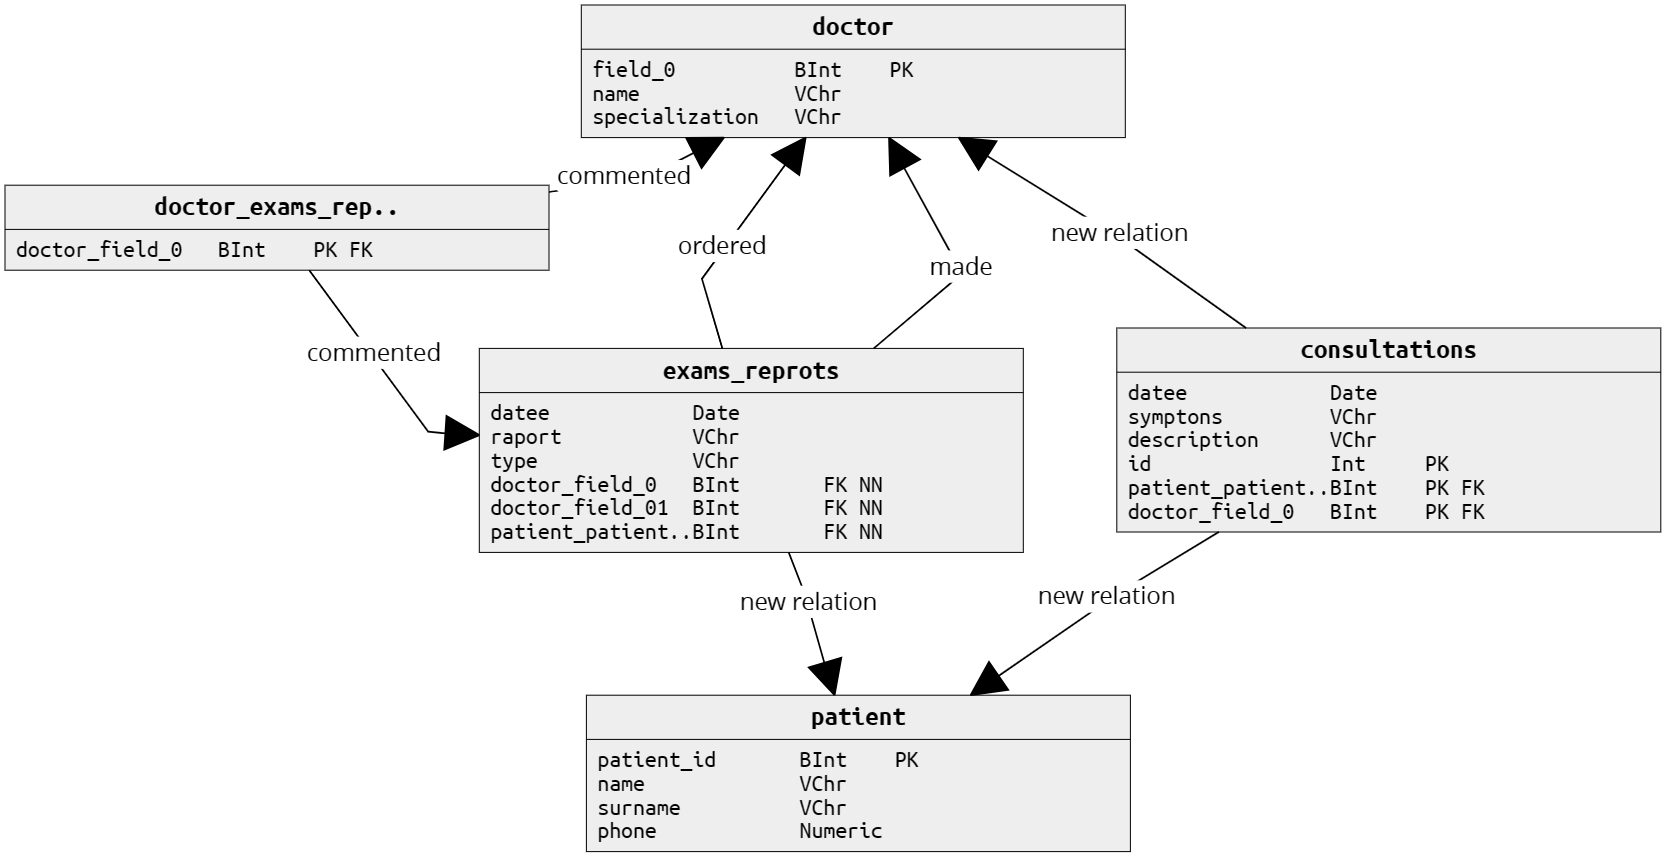 doctor
field_0 BInt PK
name VChr
specialization VChr
commented
doctor_exams_rep..
doctor_field_0 BInt PK FK
ordered
made
new relation
commented
exams_reprots
datee Date
raport VChr
type VChr
doctor_field_0 BInt FK NN
doctor_field_01 BInt FK NN
patient_patient.. BInt FK NN
consultations
datee Date
symptons VChr
description VChr
id Int PK
patient_patient.. BInt PK FK
doctor_field_0 BInt PK FK
new relation
new relation
patient
patient_id BInt PK
name VChr
surname VChr
phone Numeric